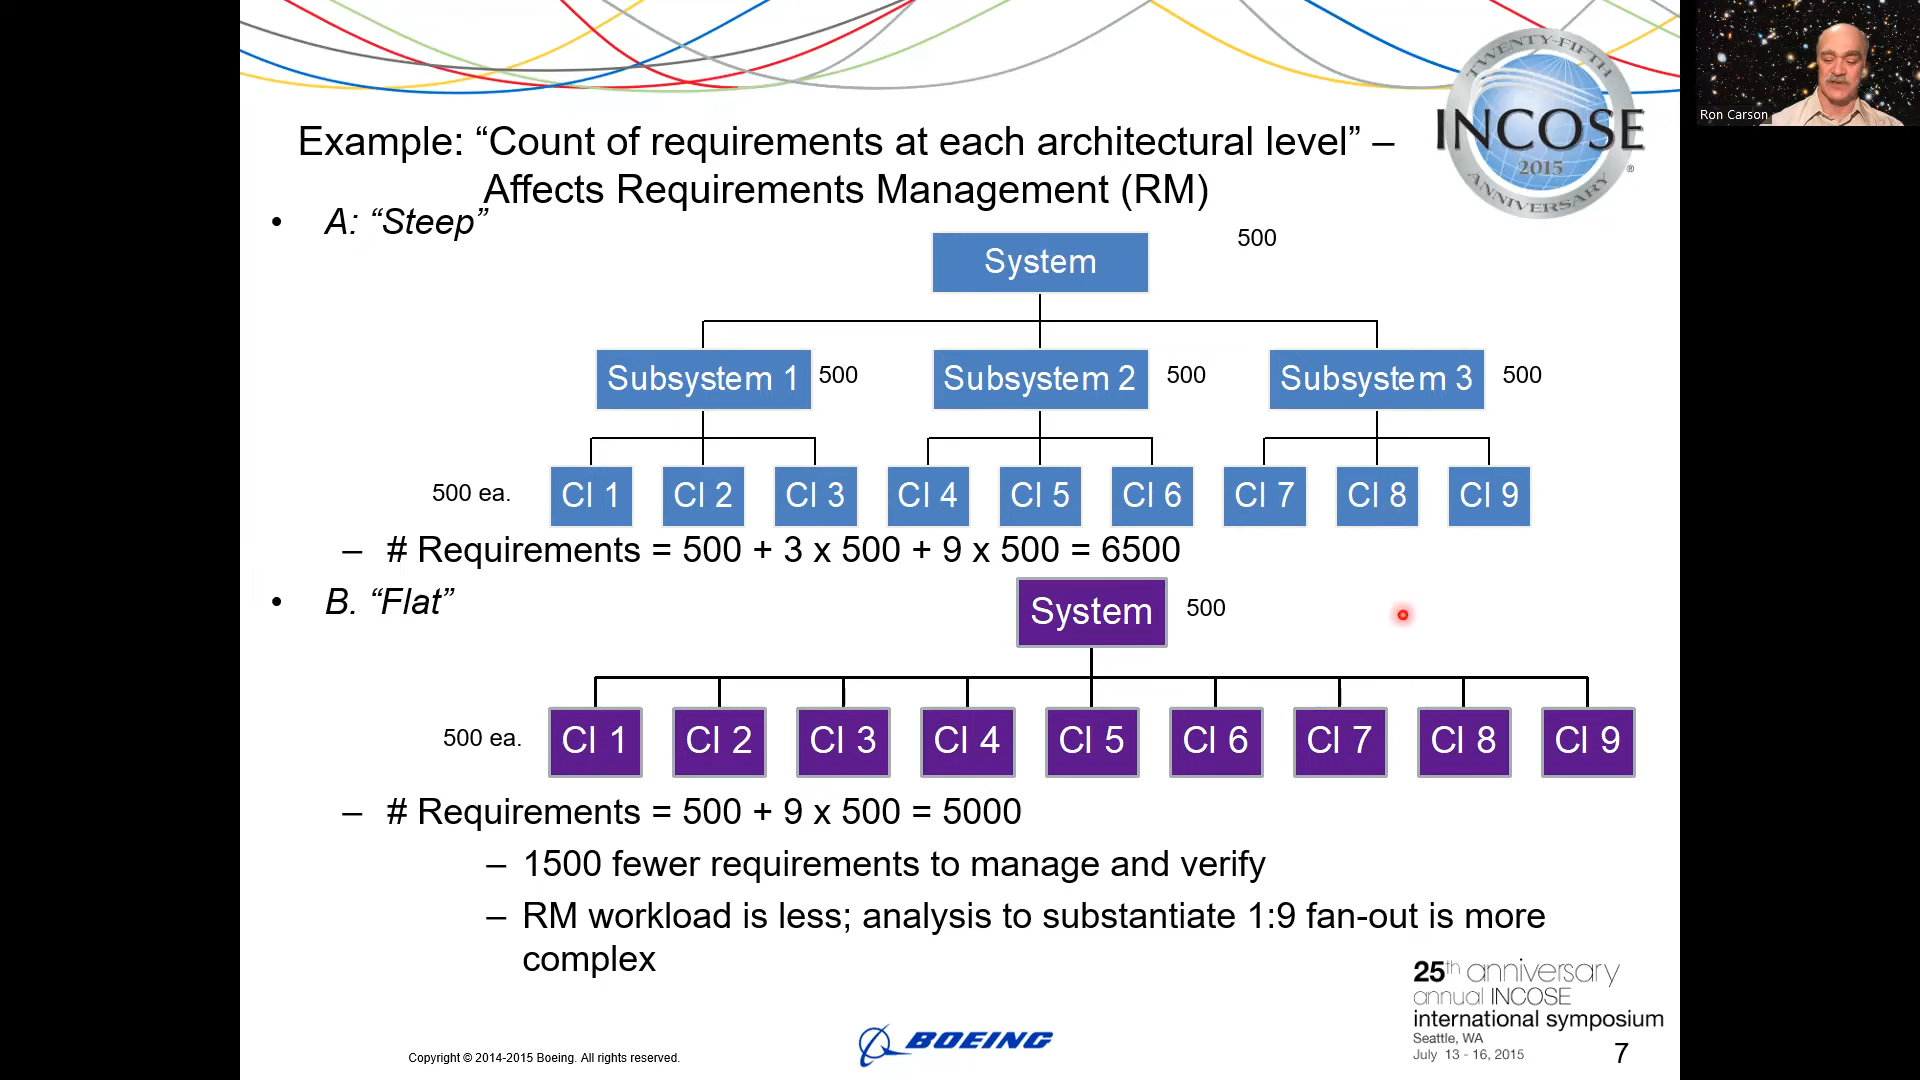 Example: “Count of requirements at each architectural level” –
Affects Requirements Management (RM)
TWENTY-FIFTH
INCOSE
2015
®
ANNIVERSARY
Ron Carson
• A: “Steep”
System
500
Subsystem 1
500
Subsystem 2
500
Subsystem 3
500
500 ea.
CI 1
CI 2
CI 3
CI 4
CI 5
CI 6
CI 7
CI 8
CI 9
– # Requirements = 500 + 3 x 500 + 9 x 500 = 6500
• B. “Flat”
System
500
500 ea.
CI 1
CI 2
CI 3
CI 4
CI 5
CI 6
CI 7
CI 8
CI 9
– # Requirements = 500 + 9 x 500 = 5000
– 1500 fewer requirements to manage and verify
– RM workload is less; analysis to substantiate 1:9 fan-out is more
complex
25th anniversary
annual INCOSE
international symposium
Seattle, WA
July 13 - 16, 2015
Copyright © 2014-2015 Boeing. All rights reserved.
BOEING
7